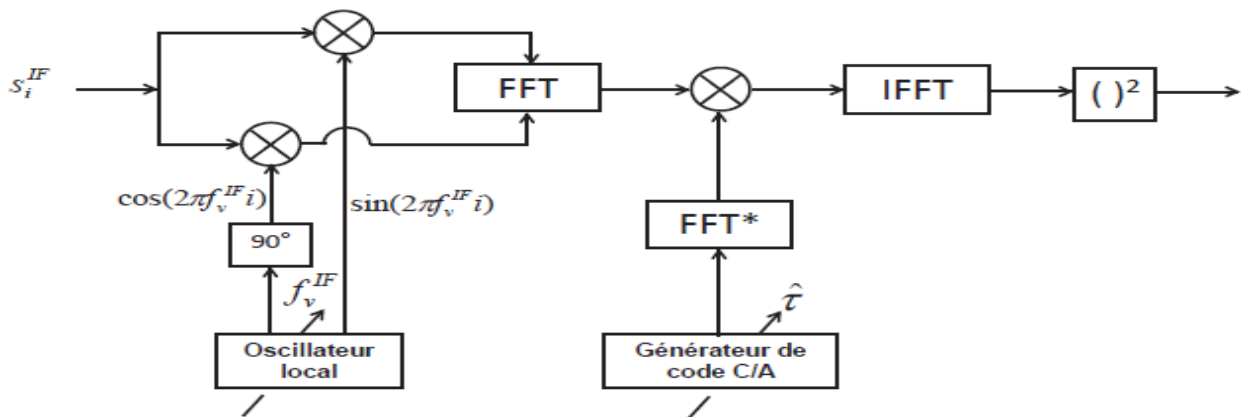 s_i^{IF}
FFT
IFFT
( )²
cos(2πf_v^{IF}i)
sin(2πf_v^{IF}i)
90°
FFT*
f_v^{IF}
τ̂
Oscillateur
local
Générateur de
code C/A